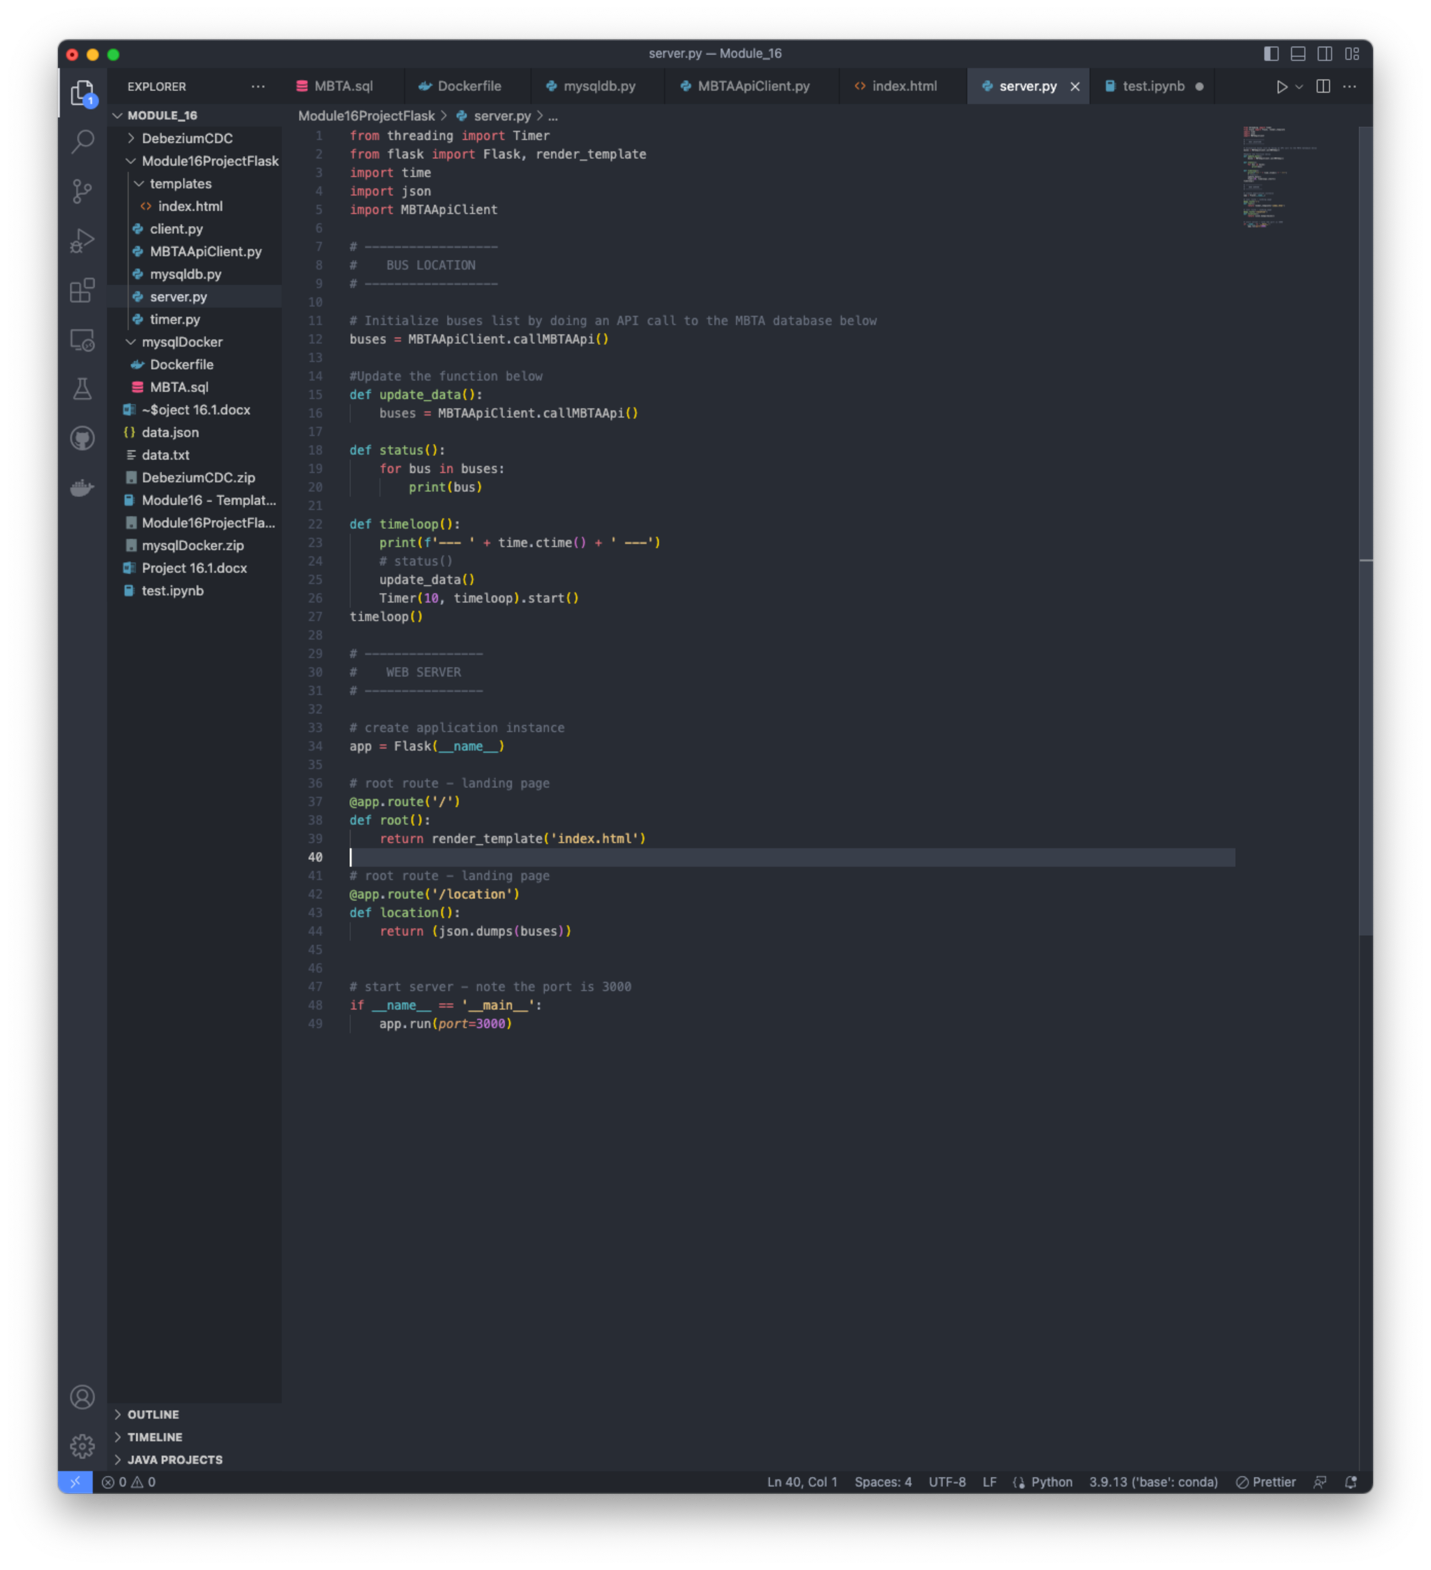 server.py — Module_16
EXPLORER ...
MBTA.sql Dockerfile mysqldb.py MBTAApiClient.py index.html server.py test.ipynb
1
MODULE_16
DebeziumCDC
Module16ProjectFlask
templates
index.html
client.py
MBTAApiClient.py
mysqldb.py
server.py
timer.py
mysqlDocker
Dockerfile
MBTA.sql
~$oject 16.1.docx
data.json
data.txt
DebeziumCDC.zip
Module16 - Templat...
Module16ProjectFla...
mysqlDocker.zip
Project 16.1.docx
test.ipynb
OUTLINE
TIMELINE
JAVA PROJECTS
Module16ProjectFlask > server.py > ...
1 from threading import Timer
2 from flask import Flask, render_template
3 import time
4 import json
5 import MBTAApiClient
6
7 # ------------------
8 #    BUS LOCATION
9 # ------------------
10
11 # Initialize buses list by doing an API call to the MBTA database below
12 buses = MBTAApiClient.callMBTAApi()
13
14 #Update the function below
15 def update_data():
16     buses = MBTAApiClient.callMBTAApi()
17
18 def status():
19     for bus in buses:
20         print(bus)
21
22 def timeloop():
23     print(f'--- ' + time.ctime() + ' ---')
24     # status()
25     update_data()
26     Timer(10, timeloop).start()
27 timeloop()
28
29 # ----------------
30 #    WEB SERVER
31 # ----------------
32
33 # create application instance
34 app = Flask(__name__)
35
36 # root route - landing page
37 @app.route('/')
38 def root():
39     return render_template('index.html')
40
41 # root route - landing page
42 @app.route('/location')
43 def location():
44     return (json.dumps(buses))
45
46
47 # start server - note the port is 3000
48 if __name__ == '__main__':
49     app.run(port=3000)
0 0 Ln 40, Col 1 Spaces: 4 UTF-8 LF Python 3.9.13 ('base': conda) Prettier